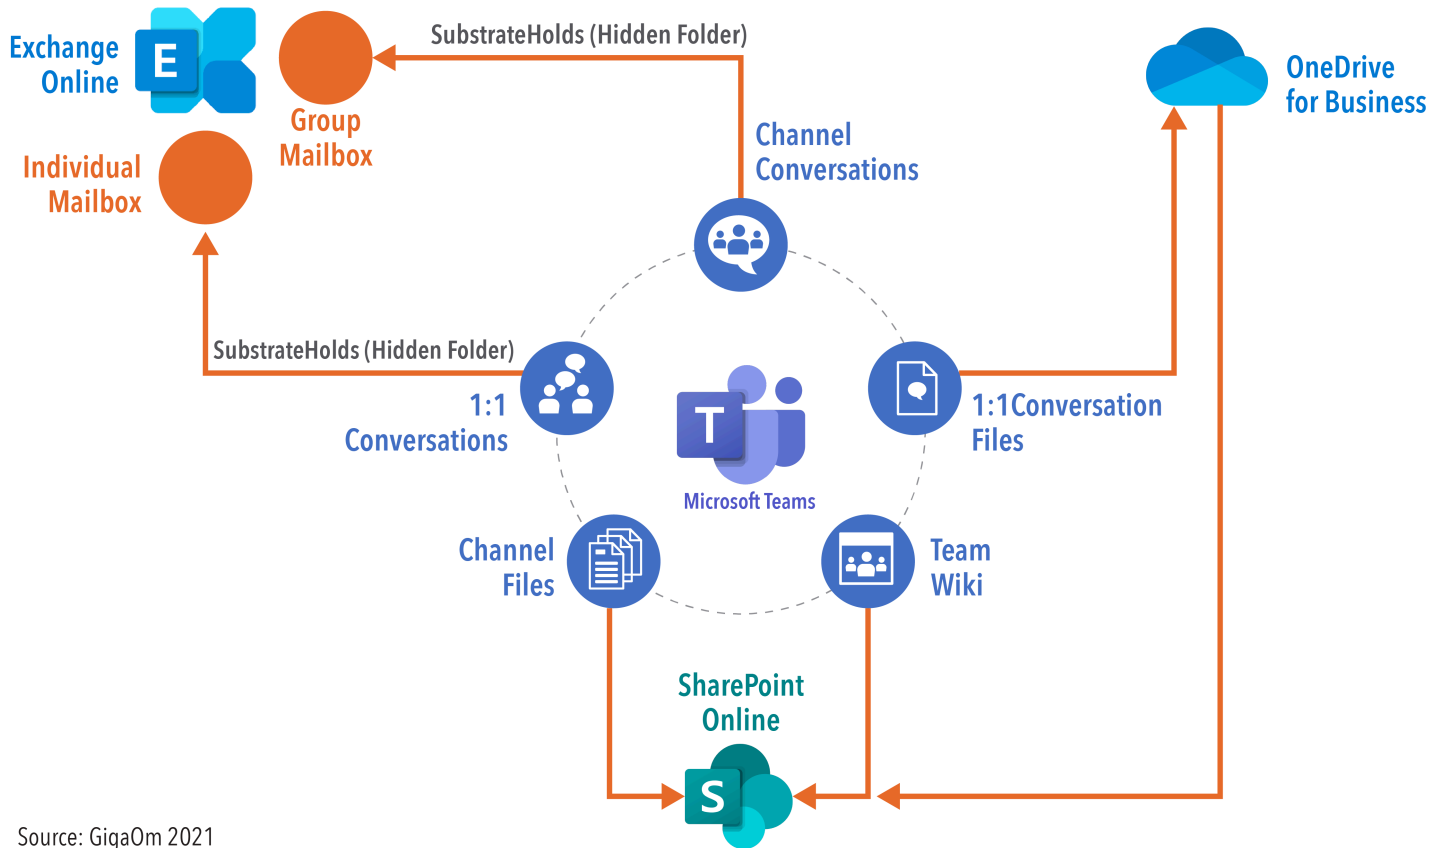 Exchange
Online
E
SubstrateHolds (Hidden Folder)
Group
Mailbox
Individual
Mailbox
Channel
Conversations
OneDrive
for Business
SubstrateHolds (Hidden Folder)
1:1
Conversations
T
Microsoft Teams
1:1Conversation
Files
Channel
Files
Team
Wiki
SharePoint
Online
S
Source: GigaOm 2021